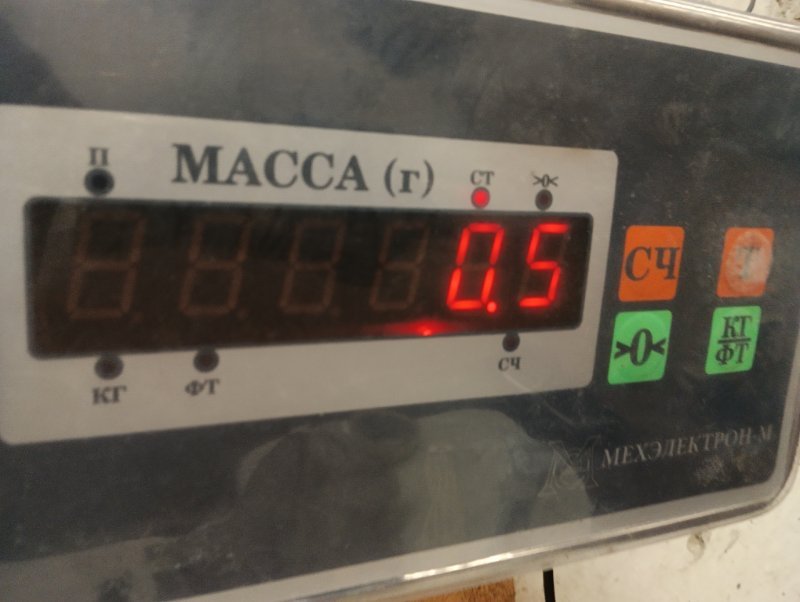 П
МАССА (г)
СТ
>0<
0.5
КГ
ФТ
СЧ
СЧ
Т
>0<
КГ
ФТ
МЕХЭЛЕКТРОН-М